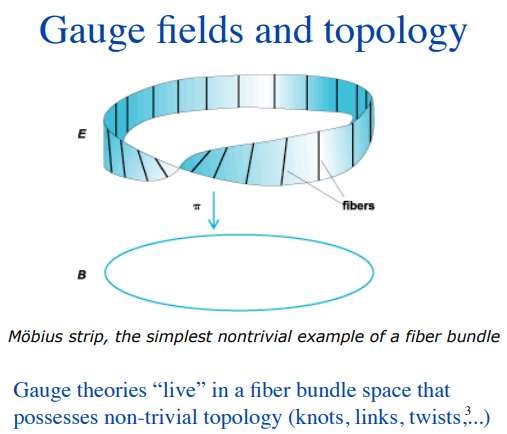 Gauge fields and topology
E
fibers
π
B
Möbius strip, the simplest nontrivial example of a fiber bundle
Gauge theories “live” in a fiber bundle space that
possesses non-trivial topology (knots, links, twists,...)
3